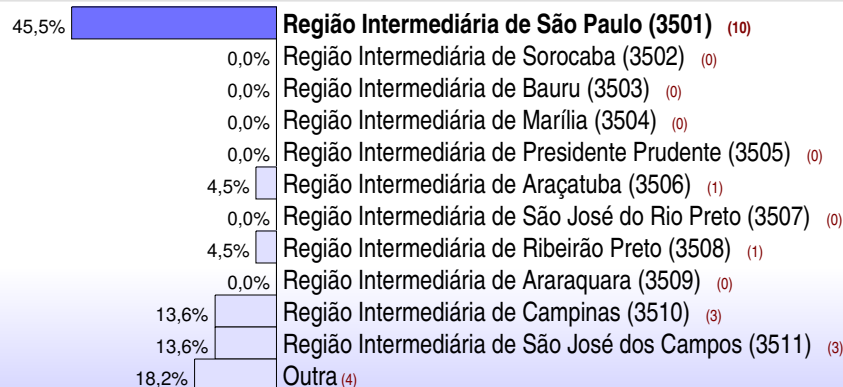 45,5% Região Intermediária de São Paulo (3501) (10)
0,0% Região Intermediária de Sorocaba (3502) (0)
0,0% Região Intermediária de Bauru (3503) (0)
0,0% Região Intermediária de Marília (3504) (0)
0,0% Região Intermediária de Presidente Prudente (3505) (0)
4,5% Região Intermediária de Araçatuba (3506) (1)
0,0% Região Intermediária de São José do Rio Preto (3507) (0)
4,5% Região Intermediária de Ribeirão Preto (3508) (1)
0,0% Região Intermediária de Araraquara (3509) (0)
13,6% Região Intermediária de Campinas (3510) (3)
13,6% Região Intermediária de São José dos Campos (3511) (3)
18,2% Outra (4)